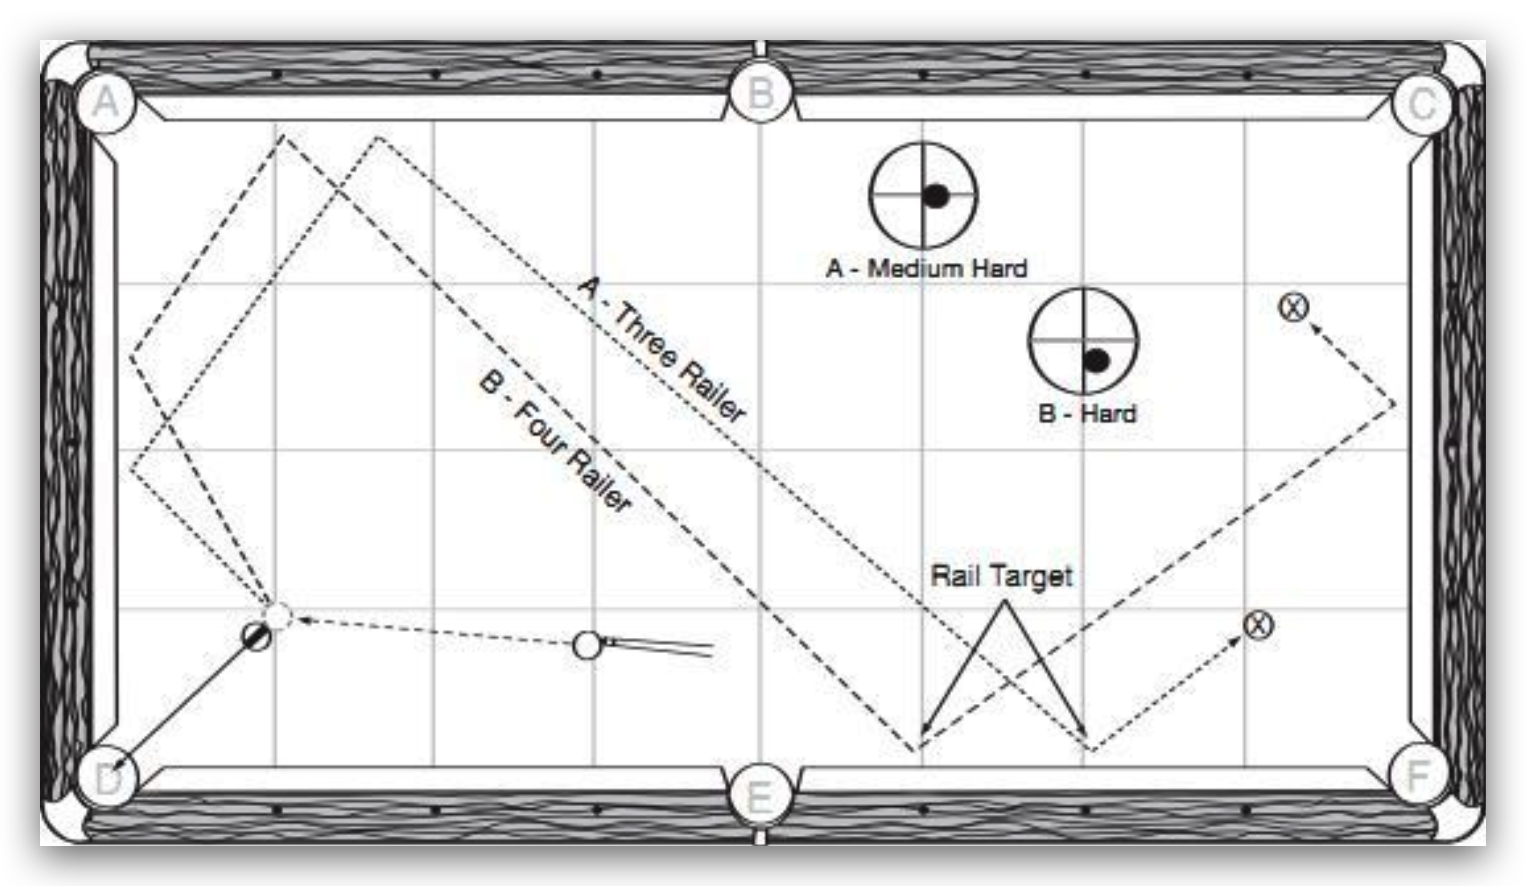 A
B
C
A - Medium Hard
B - Hard
A - Three Railer
B - Four Railer
Rail Target
X
X
D
E
F